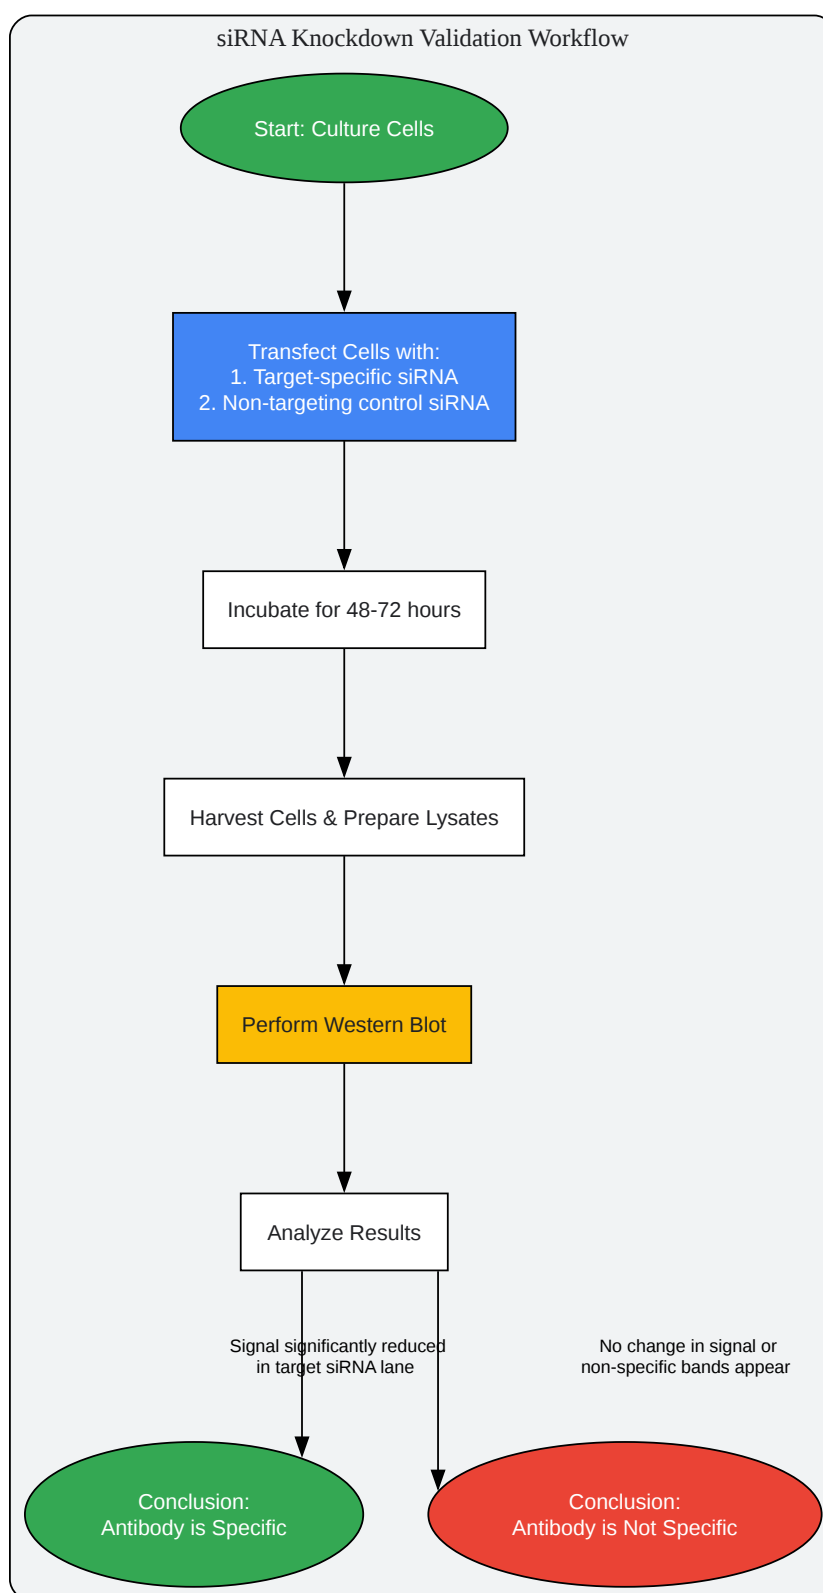 siRNA Knockdown Validation Workflow
Start: Culture Cells
Transfect Cells with:
1. Target-specific siRNA
2. Non-targeting control siRNA
Incubate for 48-72 hours
Harvest Cells & Prepare Lysates
Perform Western Blot
Analyze Results
Signal significantly reduced
in target siRNA lane
No change in signal or
non-specific bands appear
Conclusion:
Antibody is Specific
Conclusion:
Antibody is Not Specific